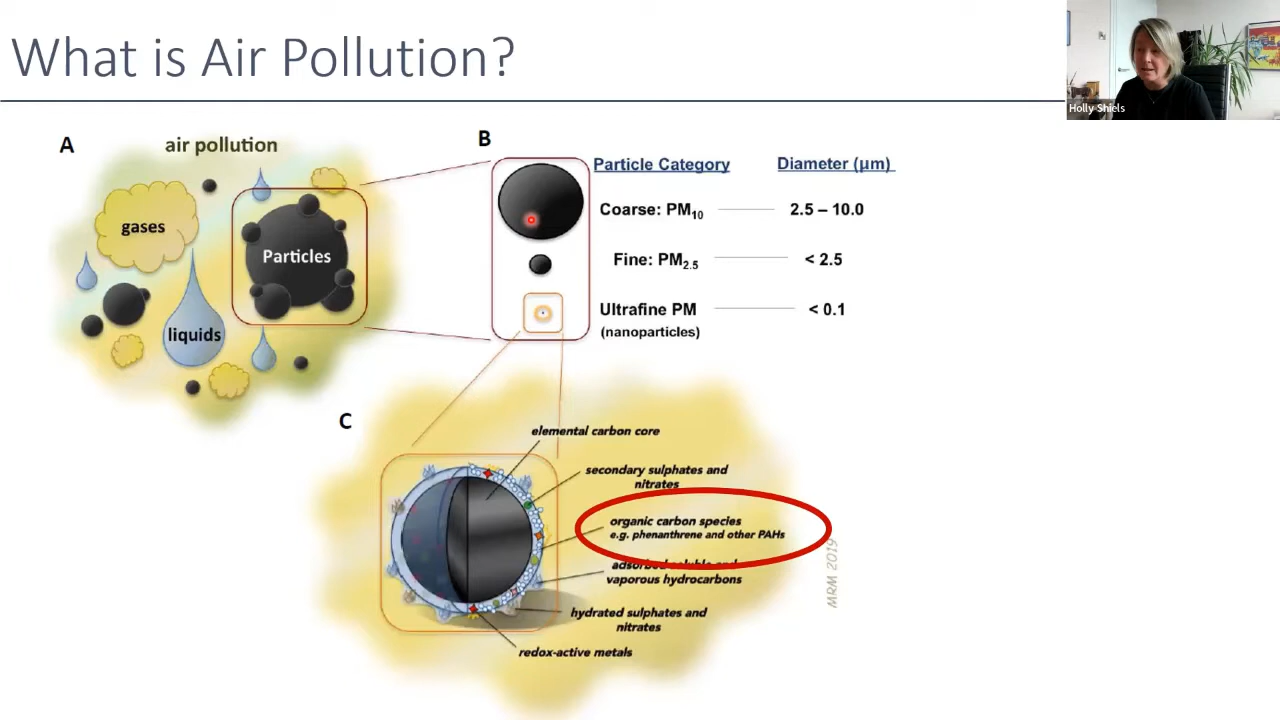 What is Air Pollution?
Holly Shiels
A
air pollution
gases
Particles
liquids
B
Particle Category Diameter (μm)
Coarse: PM10 2.5 – 10.0
Fine: PM2.5 < 2.5
Ultrafine PM < 0.1
(nanoparticles)
C
elemental carbon core
secondary sulphates and
nitrates
organic carbon species
e.g. phenanthrene and other PAHs
adsorbed soluble and
vaporous hydrocarbons
hydrated sulphates and
nitrates
redox-active metals
MRM 2019